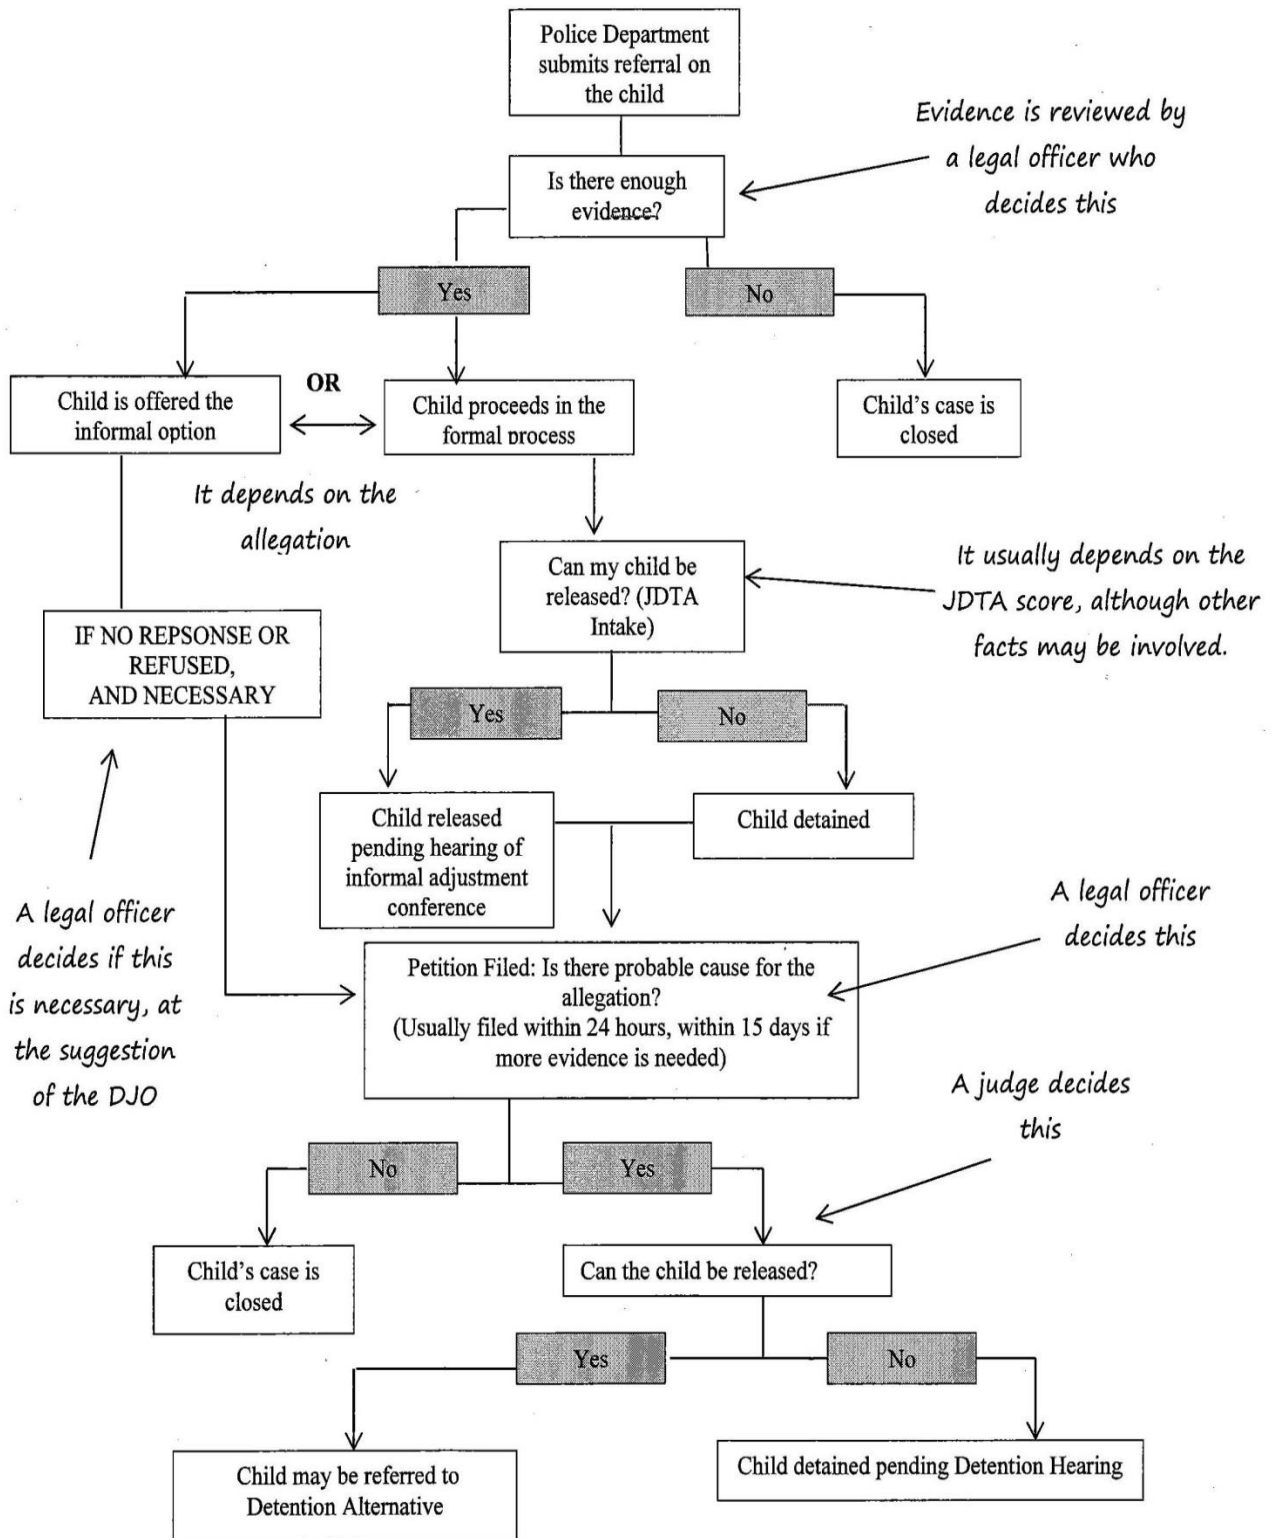 Police Department
submits referral on
the child
Evidence is reviewed by
a legal officer who
decides this
Is there enough
evidence?
Yes
No
Child is offered the
informal option
OR
Child proceeds in the
formal process
Child's case is
closed
It depends on the
allegation
Can my child be
released? (JDTA
Intake)
It usually depends on the
JDTA score, although other
facts may be involved.
IF NO REPSONSE OR
REFUSED,
AND NECESSARY
Yes
No
Child released
pending hearing of
informal adjustment
conference
Child detained
A legal officer
decides if this
is necessary, at
the suggestion
of the DJO
A legal officer
decides this
Petition Filed: Is there probable cause for the
allegation?
(Usually filed within 24 hours, within 15 days if
more evidence is needed)
A judge decides
this
No
Yes
Child's case is
closed
Can the child be released?
Yes
No
Child may be referred to
Detention Alternative
Child detained pending Detention Hearing